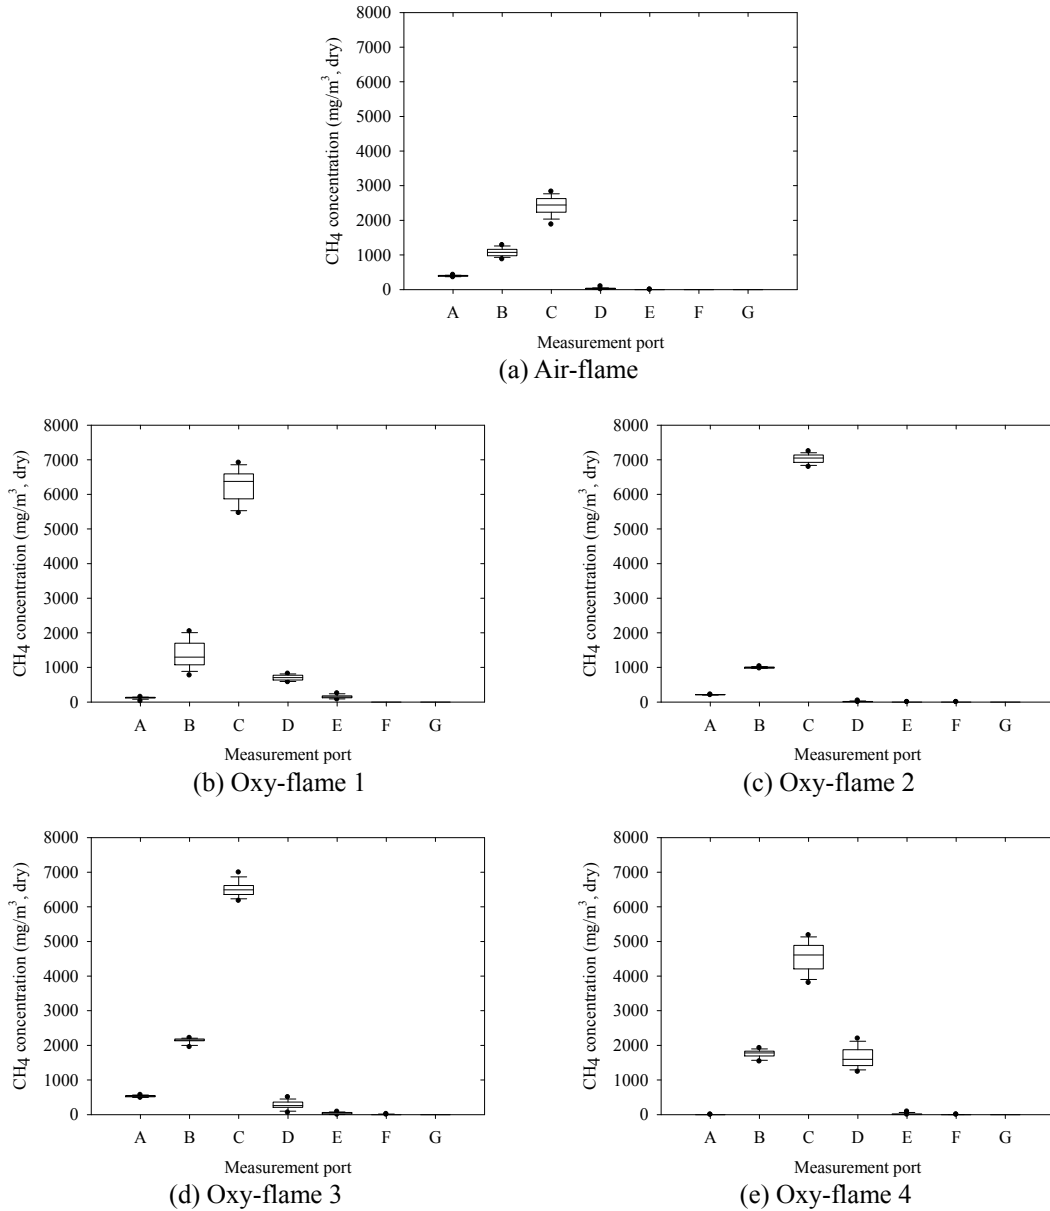 8000
7000
6000
5000
4000
3000
2000
1000
0
CH4 concentration (mg/m3, dry)
A B C D E F G
Measurement port
(a) Air-flame
8000
7000
6000
5000
4000
3000
2000
1000
0
CH4 concentration (mg/m3, dry)
A B C D E F G
Measurement port
(b) Oxy-flame 1
8000
7000
6000
5000
4000
3000
2000
1000
0
CH4 concentration (mg/m3, dry)
A B C D E F G
Measurement port
(c) Oxy-flame 2
8000
7000
6000
5000
4000
3000
2000
1000
0
CH4 concentration (mg/m3, dry)
A B C D E F G
Measurement port
(d) Oxy-flame 3
8000
7000
6000
5000
4000
3000
2000
1000
0
CH4 concentration (mg/m3, dry)
A B C D E F G
Measurement port
(e) Oxy-flame 4